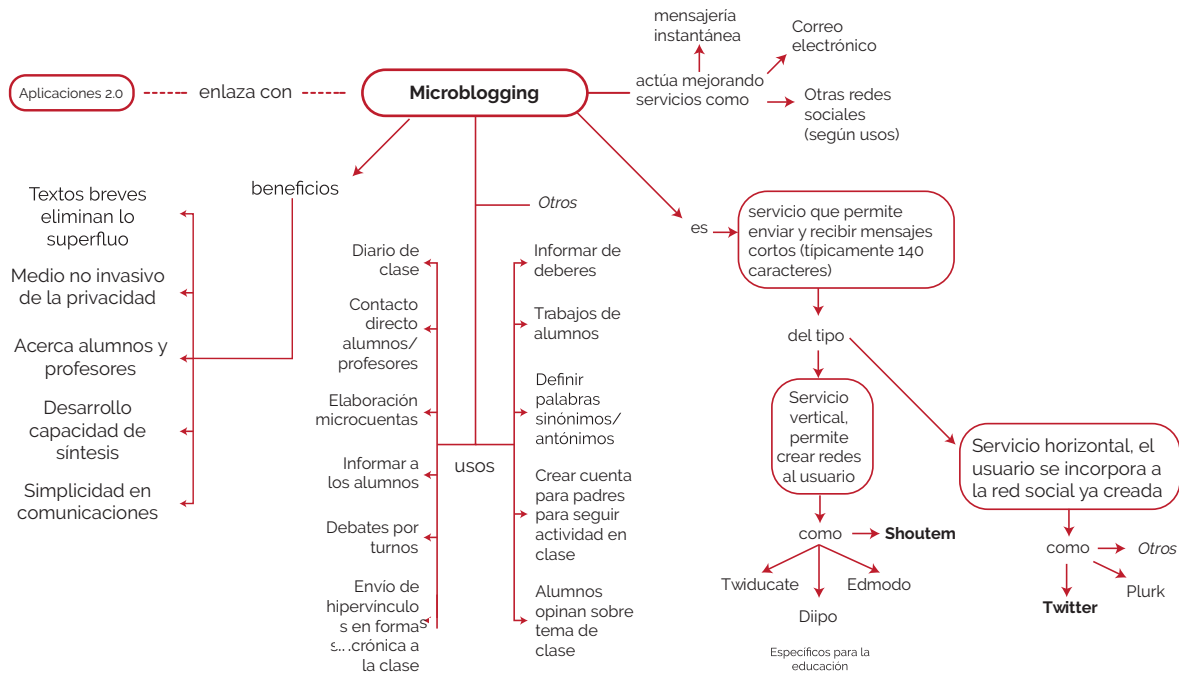 mensajería
instantánea
Correo
electrónico
Aplicaciones 2.0
enlaza con
Microblogging
actúa mejorando
servicios como
Otras redes
sociales
(según usos)
beneficios
Textos breves
eliminan lo
superfluo
Medio no invasivo
de la privacidad
Acerca alumnos y
profesores
Desarrollo
capacidad de
síntesis
Simplicidad en
comunicaciones
Otros
Diario de
clase
Contacto
directo
alumnos/
profesores
Elaboración
microcuentas
Informar a
los alumnos
Debates por
turnos
Envío de
hipervínculo
s en forma
a
la clase
usos
Informar de
deberes
Trabajos de
alumnos
Definir
palabras
sinónimos/
antónimos
Crear cuenta
para padres
para seguir
actividad en
clase
Alumnos
opinan sobre
tema de
clase
es
servicio que permite
enviar y recibir mensajes
cortos (típicamente 140
caracteres)
del tipo
Servicio
vertical,
permite
crear redes
al usuario
como
Shoutem
Twiducate
Edmodo
Diipo
Específicos para la
educación
Servicio horizontal, el
usuario se incorpora a
la red social ya creada
como
Otros
Plurk
Twitter